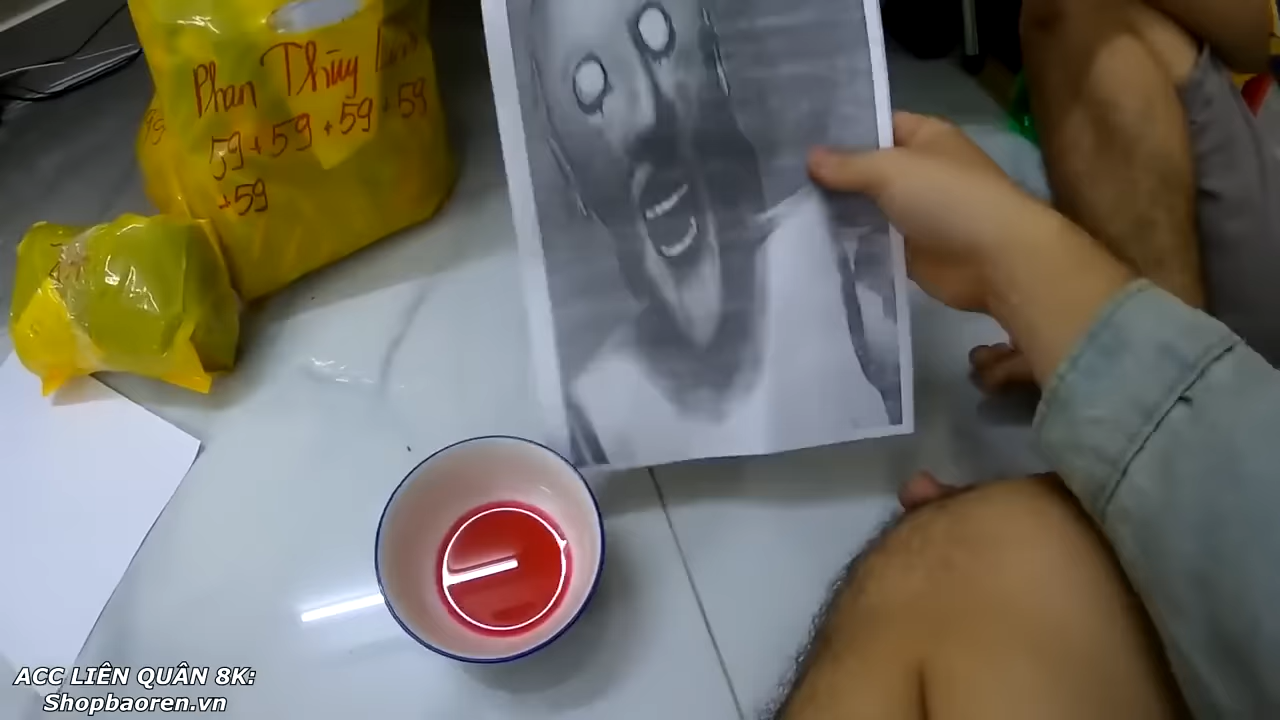 Phan Thùy
59+59+59+59
+59
ACC LIÊN QUÂN 8K:
Shopbaoren.vn